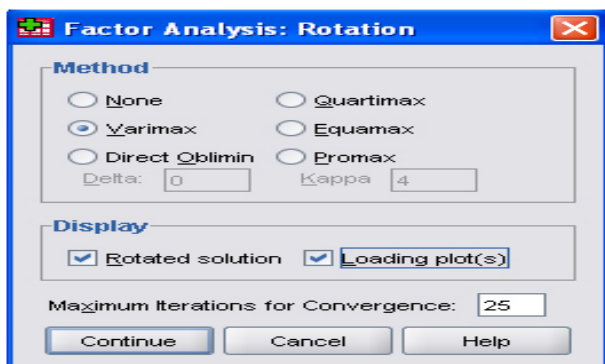 Factor Analysis: Rotation
Method
None Quartimax
Varimax Equamax
Direct Oblimin Promax
Delta: 0 Kappa 4
Display
Rotated solution Loading plot(s)
Maximum Iterations for Convergence: 25
Continue Cancel Help